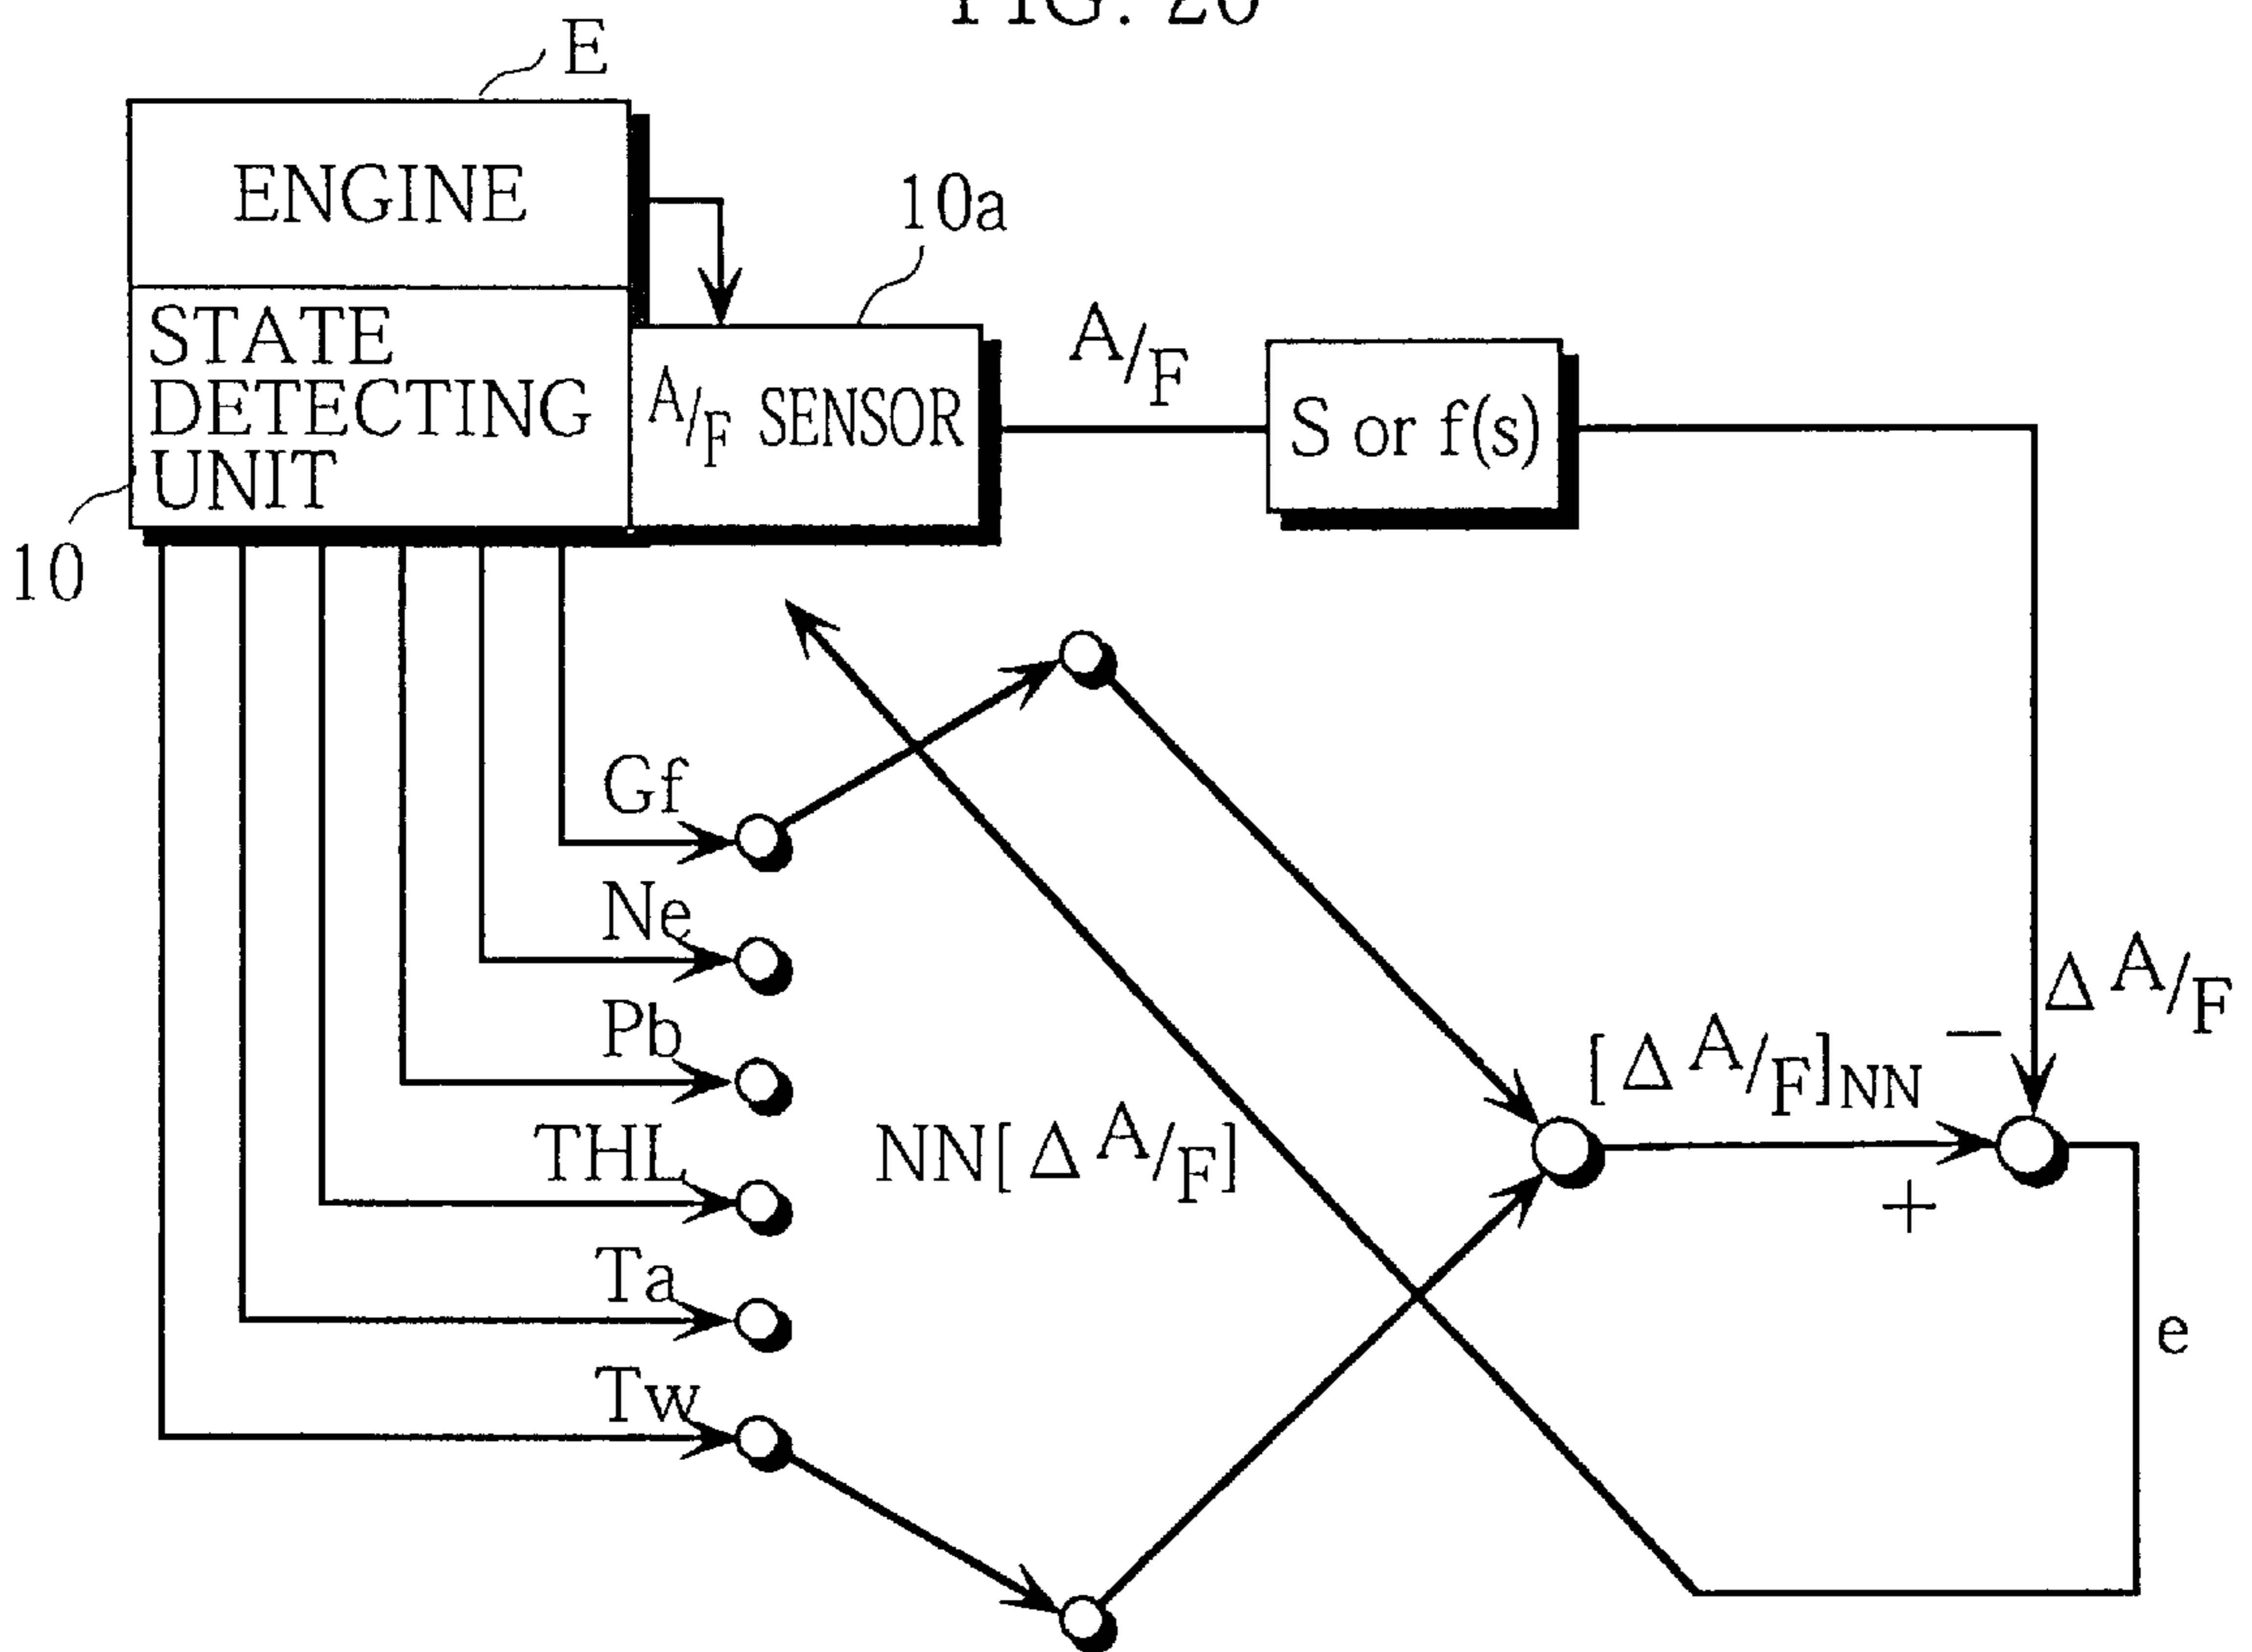 E
ENGINE
10a
STATE
DETECTING
UNIT
A/F SENSOR
A/F
S or f(s)
10
Gf
Ne
Pb
THL
Ta
Tw
NN[ΔA/F]
[ΔA/F]NN
−
ΔA/F
+
e